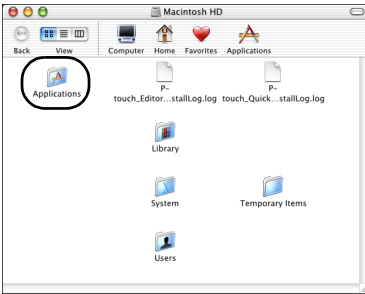 Macintosh HD
Back View Computer Home Favorites Applications
Applications
P-
touch_Editor...stallLog.log
P-
touch_Quick...stallLog.log
Library
System
Temporary Items
Users